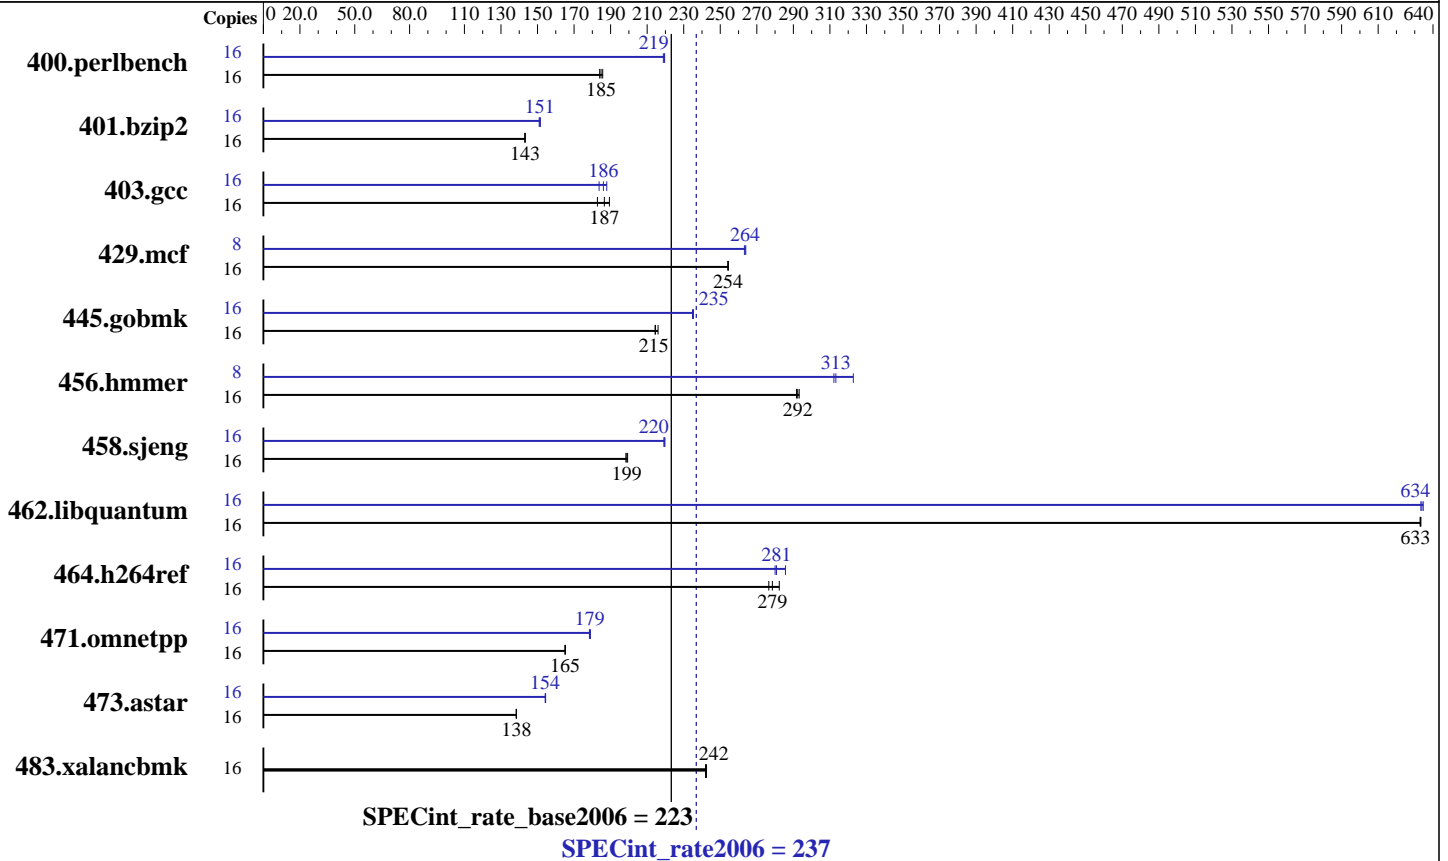 Copies 0 20.0 50.0 80.0 110 130 150 170 190 210 230 250 270 290 310 330 350 370 390 410 430 450 470 490 510 530 550 570 590 610 640
400.perlbench 16 219
16 185
401.bzip2 16 151
16 143
403.gcc 16 186
16 187
429.mcf 8 264
16 254
445.gobmk 16 235
16 215
456.hmmer 8 313
16 292
458.sjeng 16 220
16 199
462.libquantum 16 634
16 633
464.h264ref 16 281
16 279
471.omnetpp 16 179
16 165
473.astar 16 154
16 138
483.xalancbmk 16 242
SPECint_rate_base2006 = 223
SPECint_rate2006 = 237